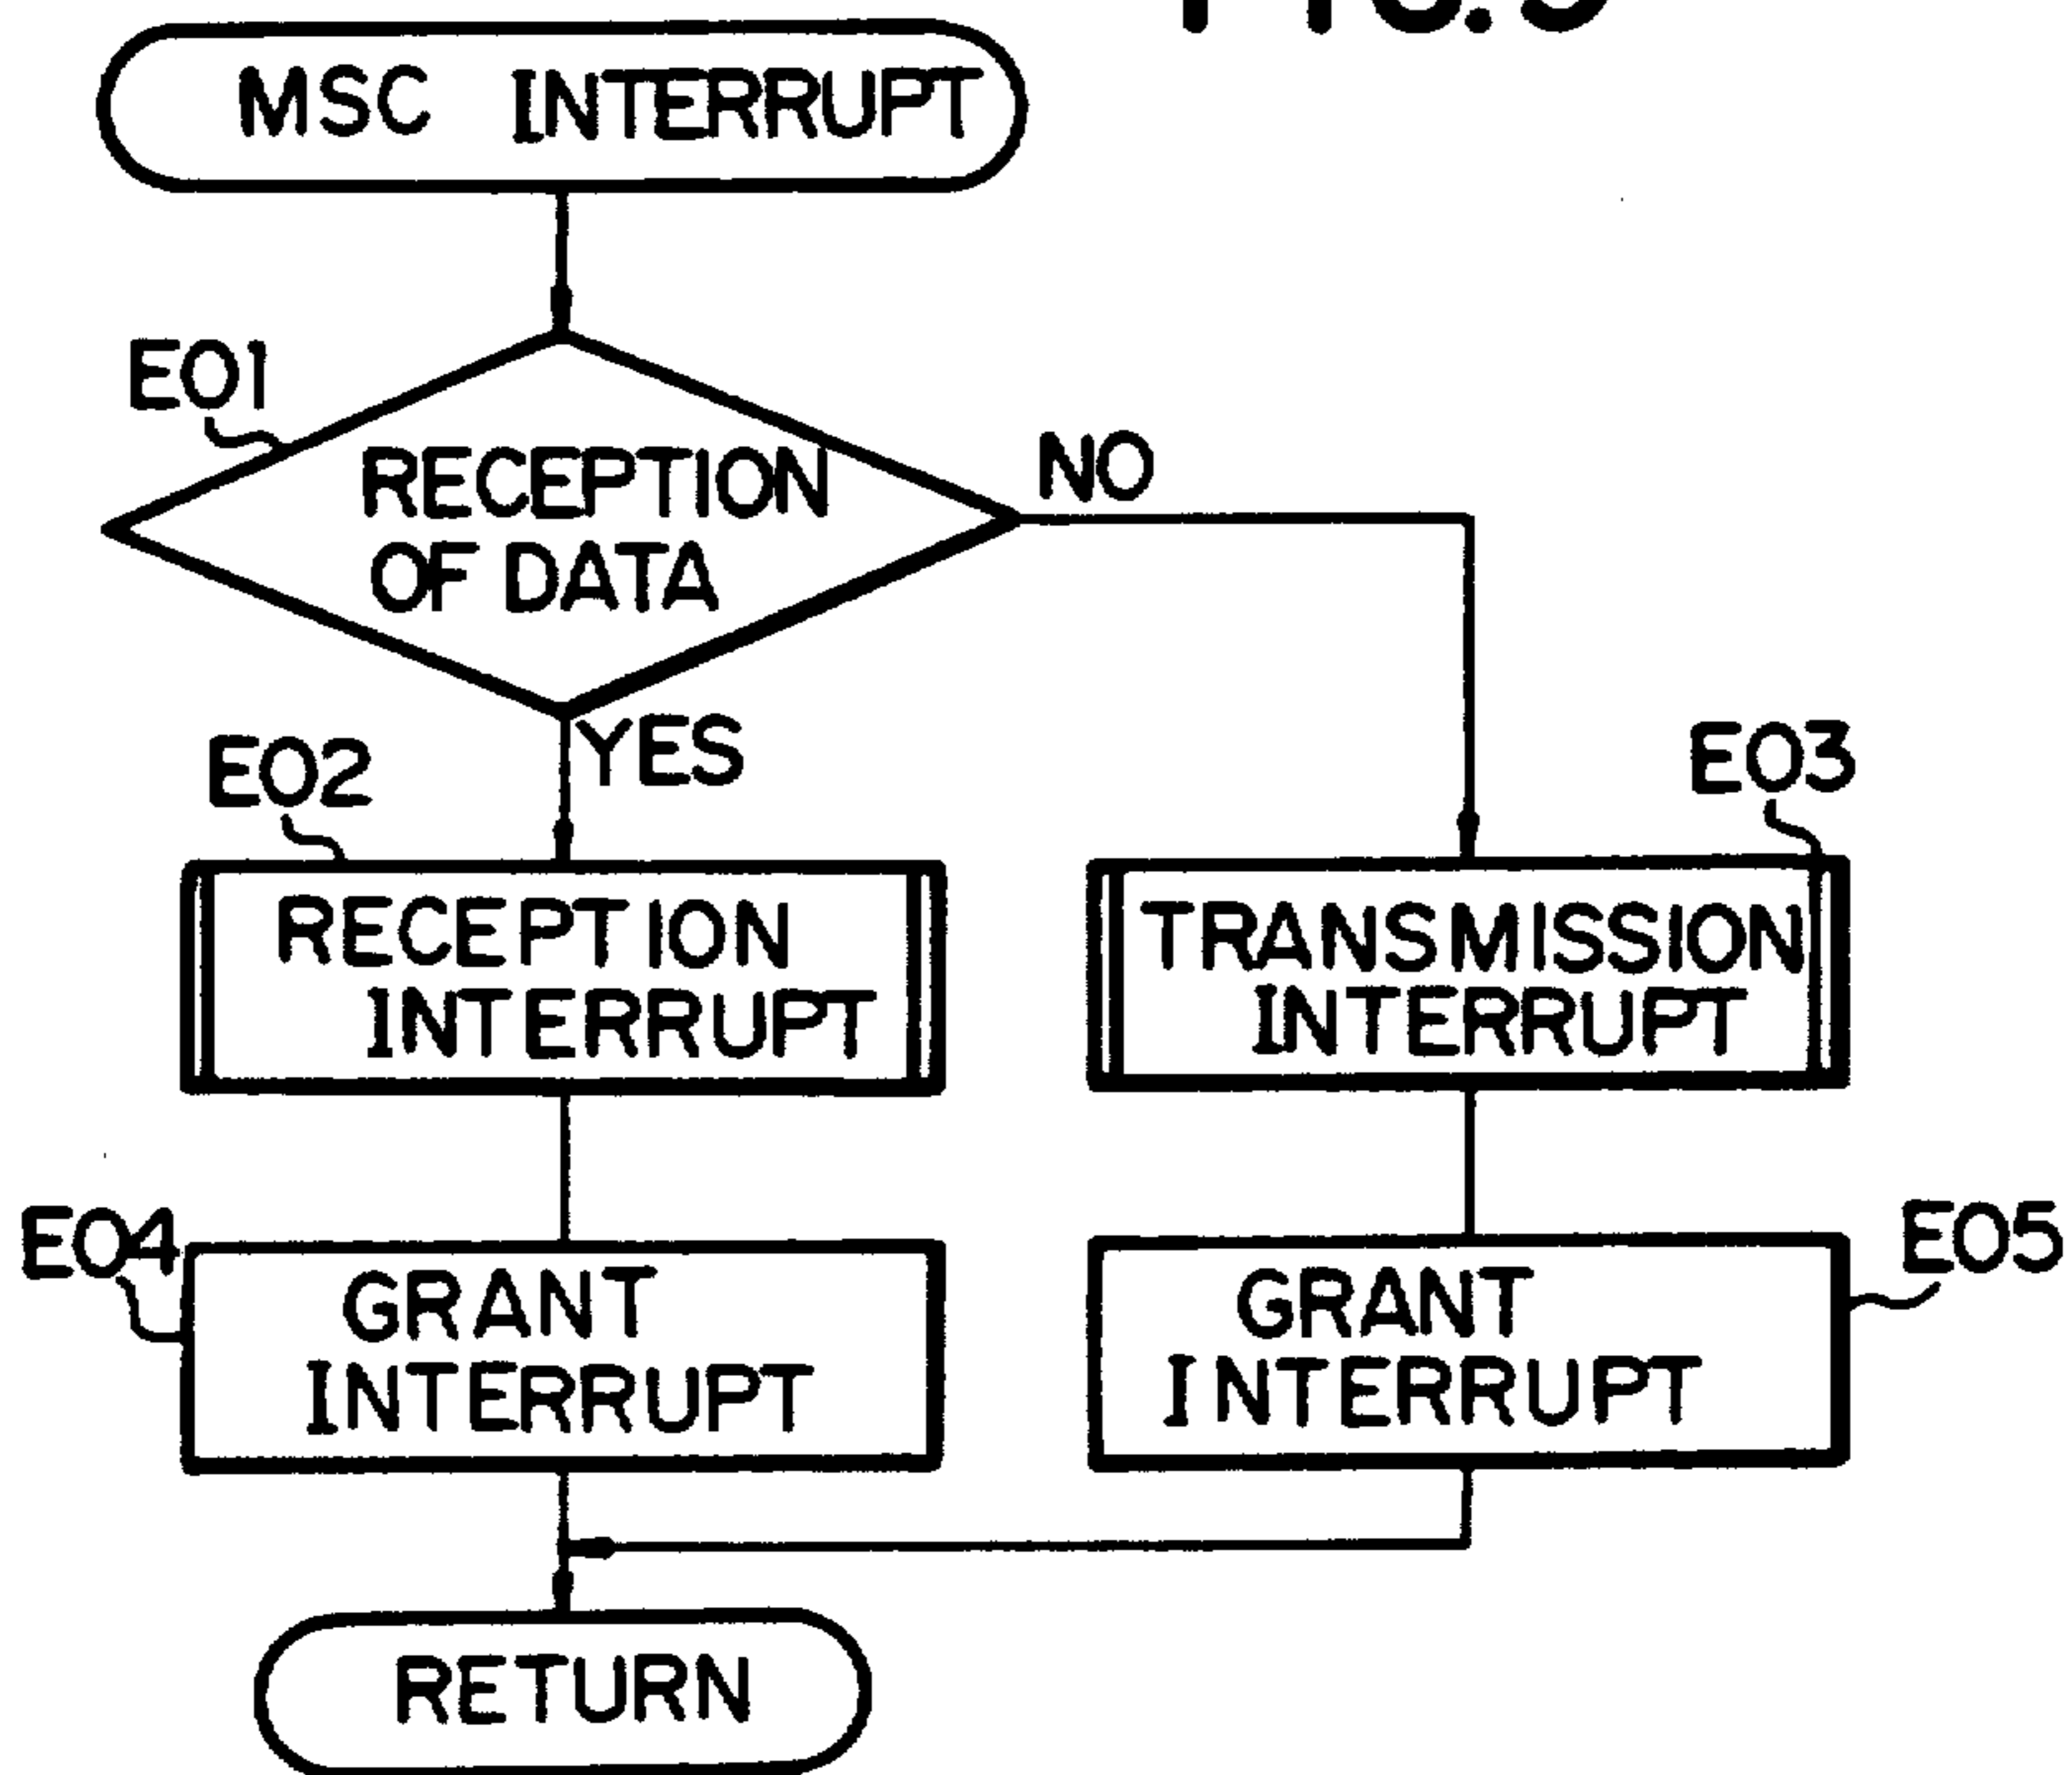 MSC INTERRUPT
E01
RECEPTION
OF DATA
NO
YES
E02
E03
RECEPTION
INTERRUPT
TRANSMISSION
INTERRUPT
E04
E05
GRANT
INTERRUPT
GRANT
INTERRUPT
RETURN